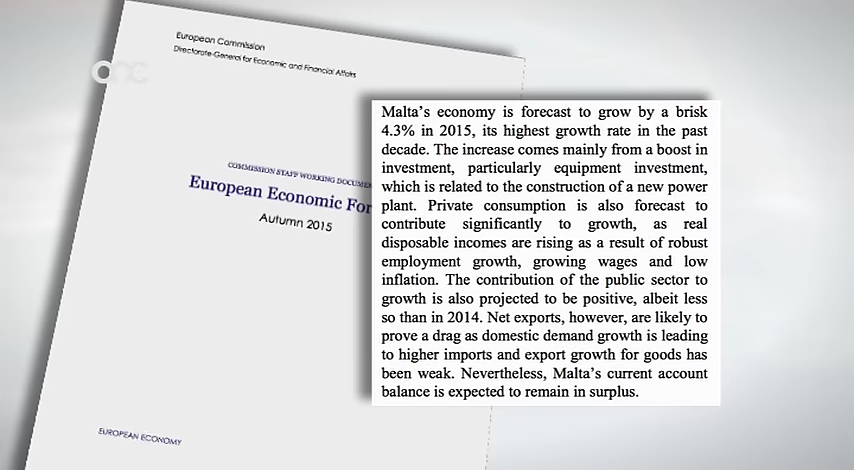 European Commission
Directorate-General for Economic and Financial Affairs
one
COMMISSION STAFF WORKING
European Economic
Autumn 2015
EUROPEAN ECONOMY
Malta's economy is forecast to grow by a brisk
4.3% in 2015, its highest growth rate in the past
decade. The increase comes mainly from a boost in
investment, particularly equipment investment,
which is related to the construction of a new power
plant. Private consumption is also forecast to
contribute significantly to growth, as real
disposable incomes are rising as a result of robust
employment growth, growing wages and low
inflation. The contribution of the public sector to
growth is also projected to be positive, albeit less
so than in 2014. Net exports, however, are likely to
prove a drag as domestic demand growth is leading
to higher imports and export growth for goods has
been weak. Nevertheless, Malta's current account
balance is expected to remain in surplus.